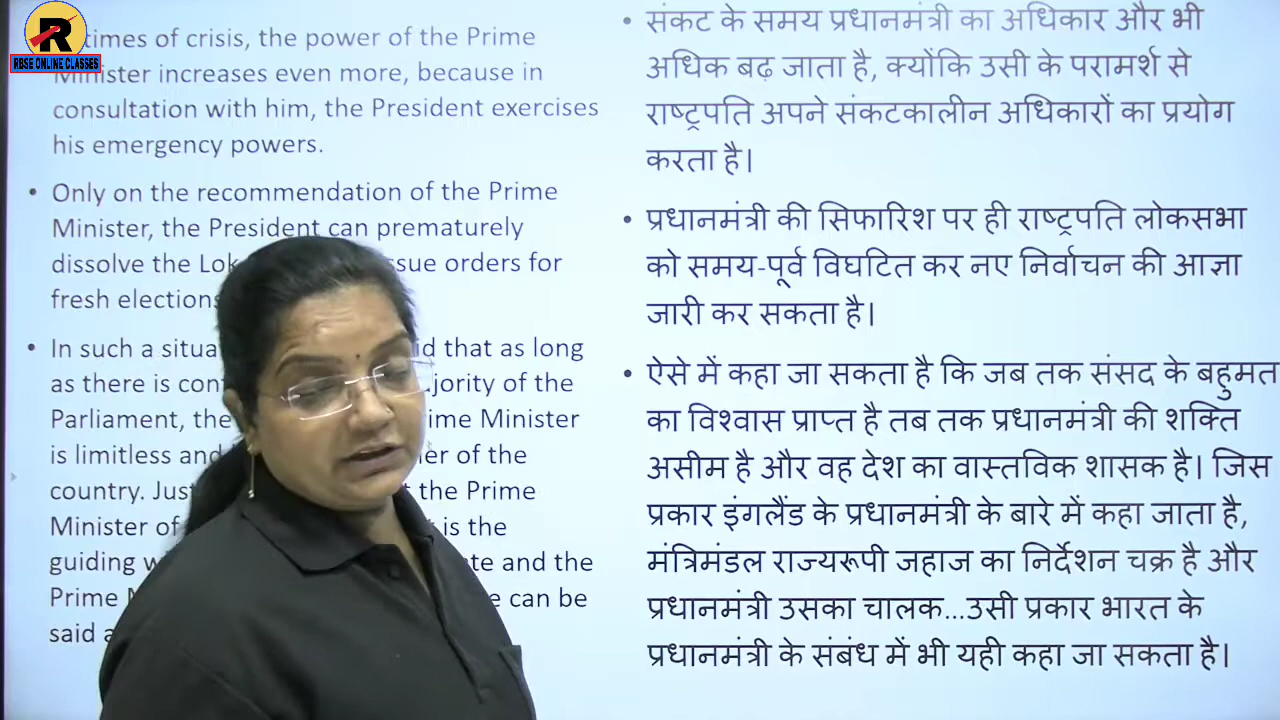 R
RBSE ONLINE CLASSES
times of crisis, the power of the Prime
Minister increases even more, because in
consultation with him, the President exercises
his emergency powers.
• Only on the recommendation of the Prime
Minister, the President can prematurely
dissolve the Lok ssue orders for
fresh elections
• In such a situa id that as long
as there is con jority of the
Parliament, the ime Minister
is limitless and er of the
country. Jus t the Prime
Minister of is the
guiding w te and the
Prime M e can be
said a
• संकट के समय प्रधानमंत्री का अधिकार और भी
अधिक बढ़ जाता है, क्योंकि उसी के परामर्श से
राष्ट्रपति अपने संकटकालीन अधिकारों का प्रयोग
करता है।
• प्रधानमंत्री की सिफारिश पर ही राष्ट्रपति लोकसभा
को समय-पूर्व विघटित कर नए निर्वाचन की आज्ञा
जारी कर सकता है।
• ऐसे में कहा जा सकता है कि जब तक संसद के बहुमत
का विश्वास प्राप्त है तब तक प्रधानमंत्री की शक्ति
असीम है और वह देश का वास्तविक शासक है। जिस
प्रकार इंगलैंड के प्रधानमंत्री के बारे में कहा जाता है,
मंत्रिमंडल राज्यरूपी जहाज का निर्देशन चक्र है और
प्रधानमंत्री उसका चालक...उसी प्रकार भारत के
प्रधानमंत्री के संबंध में भी यही कहा जा सकता है।